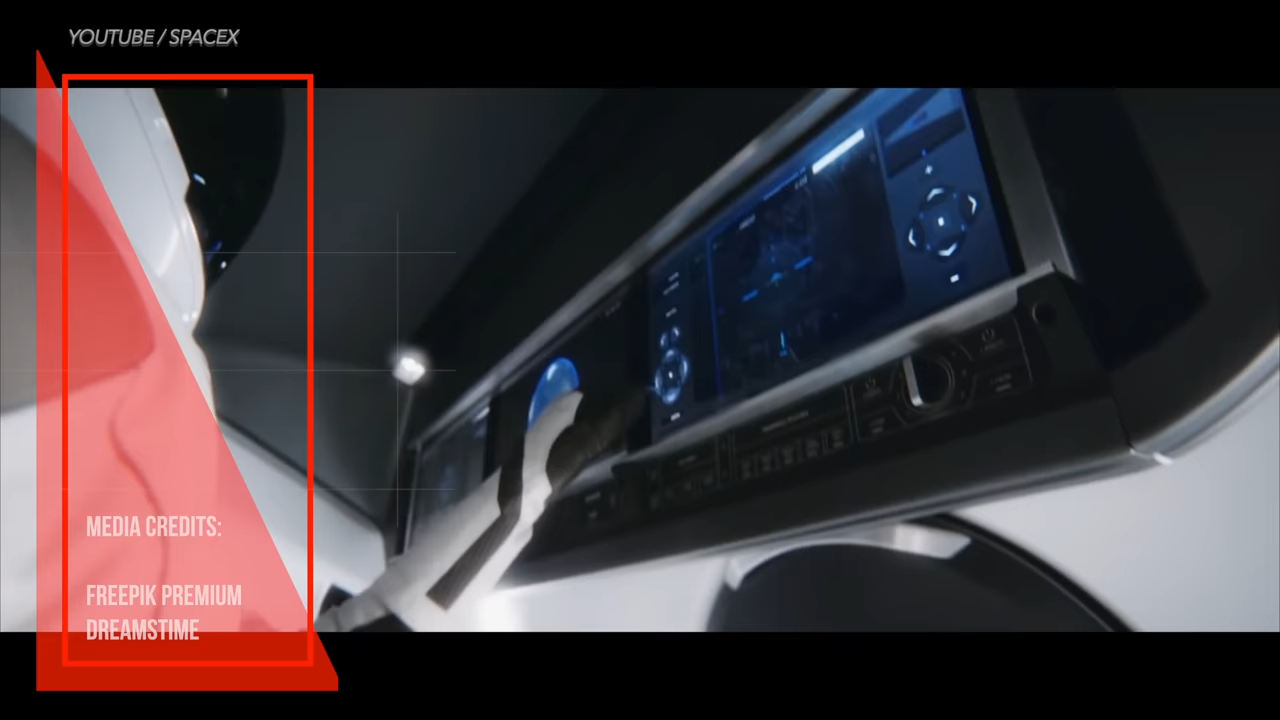 YOUTUBE / SPACEX
MEDIA CREDITS:
FREEPIK PREMIUM
DREAMSTIME